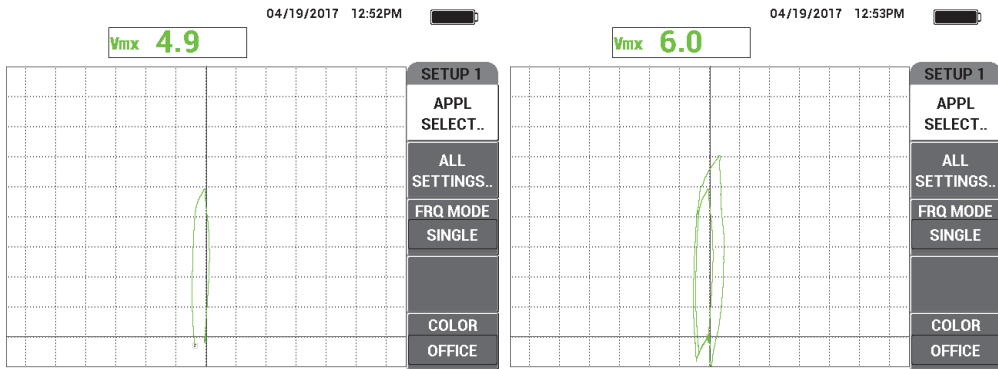 04/19/2017 12:52PM
Vmx 4.9
SETUP 1
APPL
SELECT..
ALL
SETTINGS..
FRQ MODE
SINGLE
COLOR
OFFICE
04/19/2017 12:53PM
Vmx 6.0
SETUP 1
APPL
SELECT..
ALL
SETTINGS..
FRQ MODE
SINGLE
COLOR
OFFICE